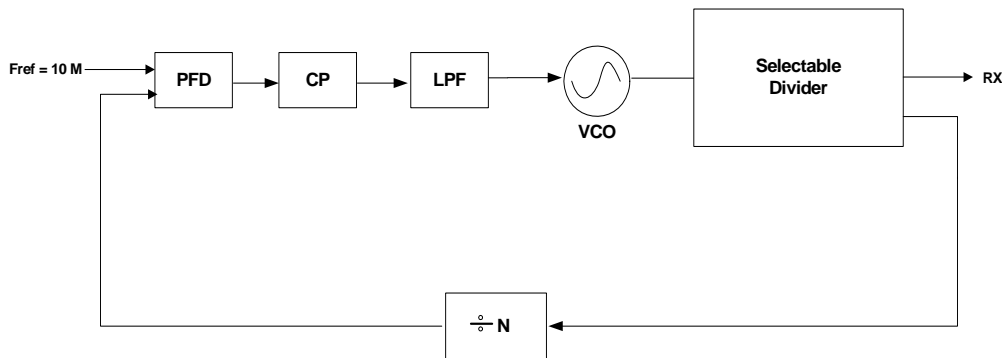 Fref = 10 M
PFD
CP
LPF
VCO
Selectable
Divider
RX
÷ N